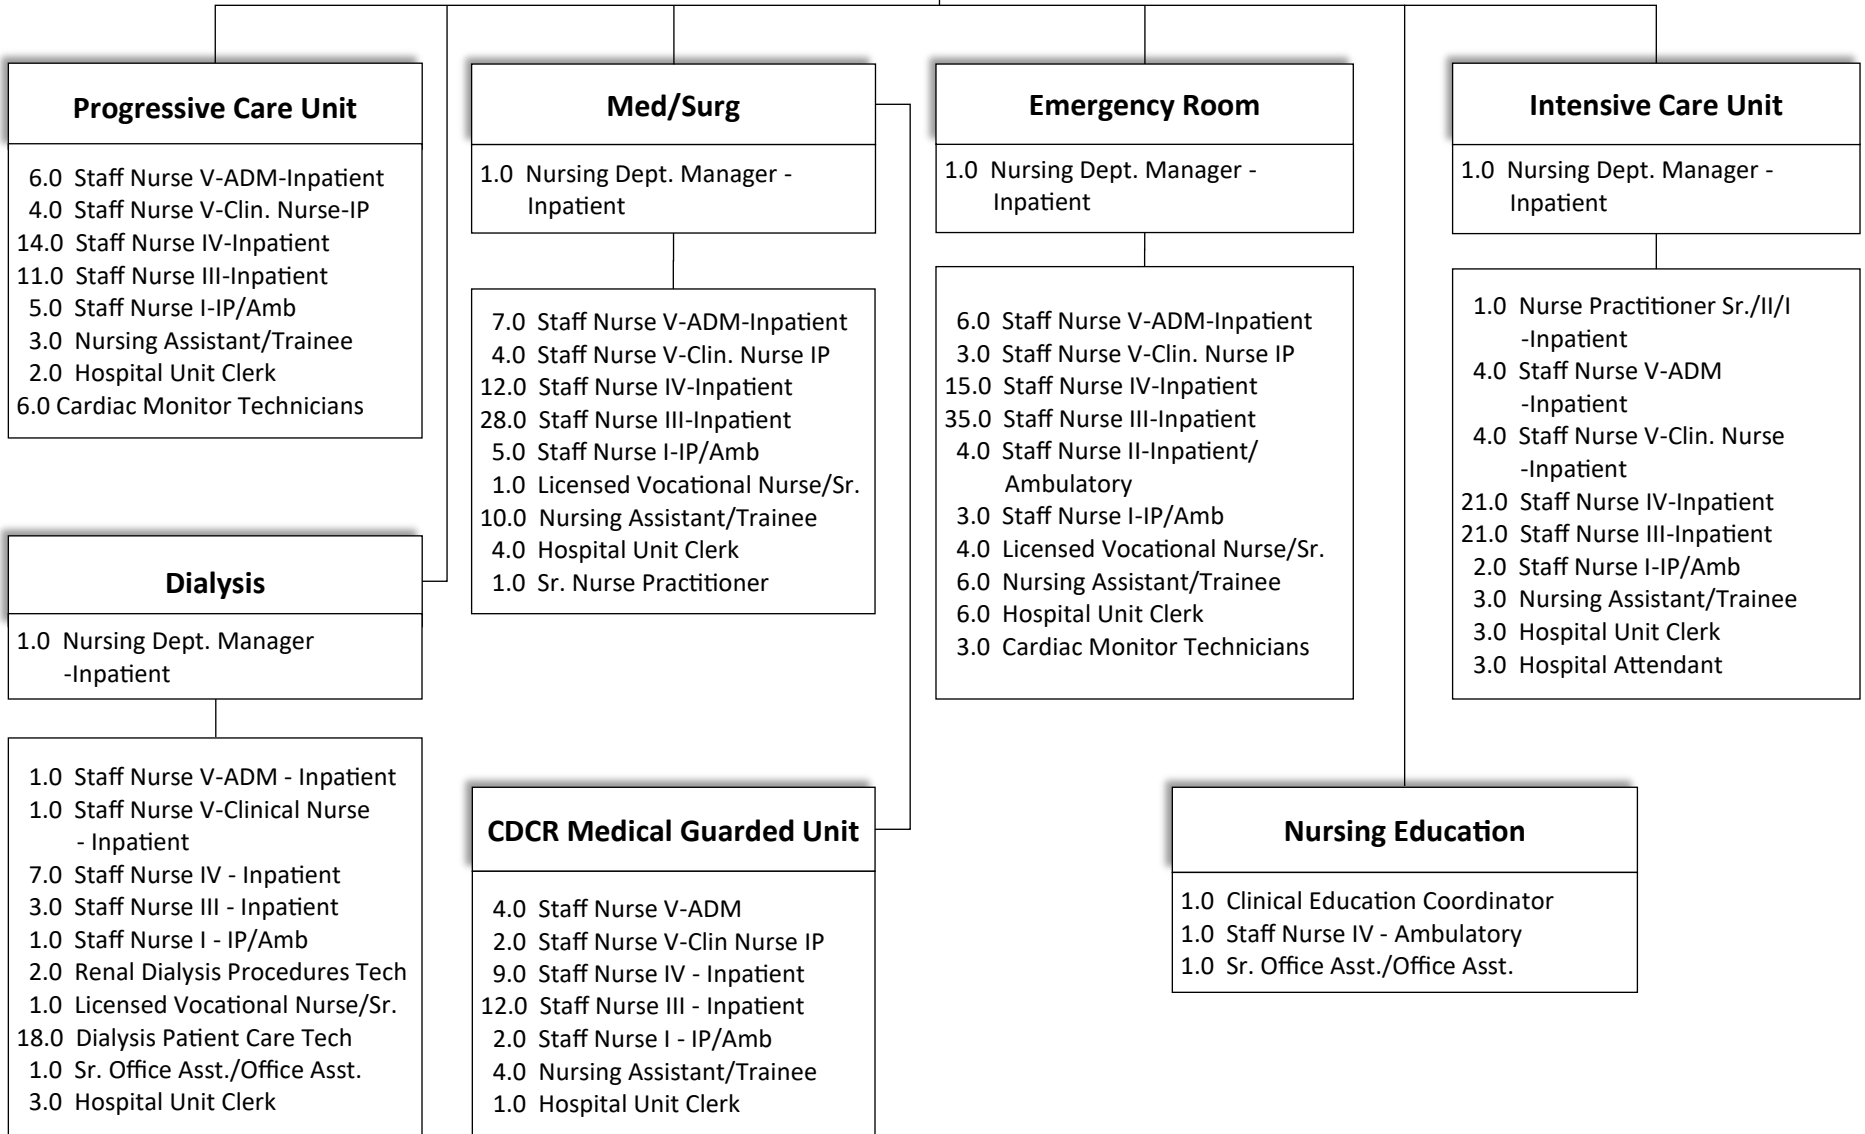 Progressive Care Unit
6.0 Staff Nurse V-ADM-Inpatient
4.0 Staff Nurse V-Clin. Nurse-IP
14.0 Staff Nurse IV-Inpatient
11.0 Staff Nurse III-Inpatient
5.0 Staff Nurse I-IP/Amb
3.0 Nursing Assistant/Trainee
2.0 Hospital Unit Clerk
6.0 Cardiac Monitor Technicians
Dialysis
1.0 Nursing Dept. Manager
-Inpatient
1.0 Staff Nurse V-ADM - Inpatient
1.0 Staff Nurse V-Clinical Nurse
- Inpatient
7.0 Staff Nurse IV - Inpatient
3.0 Staff Nurse III - Inpatient
1.0 Staff Nurse I - IP/Amb
2.0 Renal Dialysis Procedures Tech
1.0 Licensed Vocational Nurse/Sr.
18.0 Dialysis Patient Care Tech
1.0 Sr. Office Asst./Office Asst.
3.0 Hospital Unit Clerk
Med/Surg
1.0 Nursing Dept. Manager -
Inpatient
7.0 Staff Nurse V-ADM-Inpatient
4.0 Staff Nurse V-Clin. Nurse IP
12.0 Staff Nurse IV-Inpatient
28.0 Staff Nurse III-Inpatient
5.0 Staff Nurse I-IP/Amb
1.0 Licensed Vocational Nurse/Sr.
10.0 Nursing Assistant/Trainee
4.0 Hospital Unit Clerk
1.0 Sr. Nurse Practitioner
CDCR Medical Guarded Unit
4.0 Staff Nurse V-ADM
2.0 Staff Nurse V-Clin Nurse IP
9.0 Staff Nurse IV - Inpatient
12.0 Staff Nurse III - Inpatient
2.0 Staff Nurse I - IP/Amb
4.0 Nursing Assistant/Trainee
1.0 Hospital Unit Clerk
Emergency Room
1.0 Nursing Dept. Manager -
Inpatient
6.0 Staff Nurse V-ADM-Inpatient
3.0 Staff Nurse V-Clin. Nurse IP
15.0 Staff Nurse IV-Inpatient
35.0 Staff Nurse III-Inpatient
4.0 Staff Nurse II-Inpatient/
Ambulatory
3.0 Staff Nurse I-IP/Amb
4.0 Licensed Vocational Nurse/Sr.
6.0 Nursing Assistant/Trainee
6.0 Hospital Unit Clerk
3.0 Cardiac Monitor Technicians
Intensive Care Unit
1.0 Nursing Dept. Manager -
Inpatient
1.0 Nurse Practitioner Sr./II/I
-Inpatient
4.0 Staff Nurse V-ADM
-Inpatient
4.0 Staff Nurse V-Clin. Nurse
-Inpatient
21.0 Staff Nurse IV-Inpatient
21.0 Staff Nurse III-Inpatient
2.0 Staff Nurse I-IP/Amb
3.0 Nursing Assistant/Trainee
3.0 Hospital Unit Clerk
3.0 Hospital Attendant
Nursing Education
1.0 Clinical Education Coordinator
1.0 Staff Nurse IV - Ambulatory
1.0 Sr. Office Asst./Office Asst.